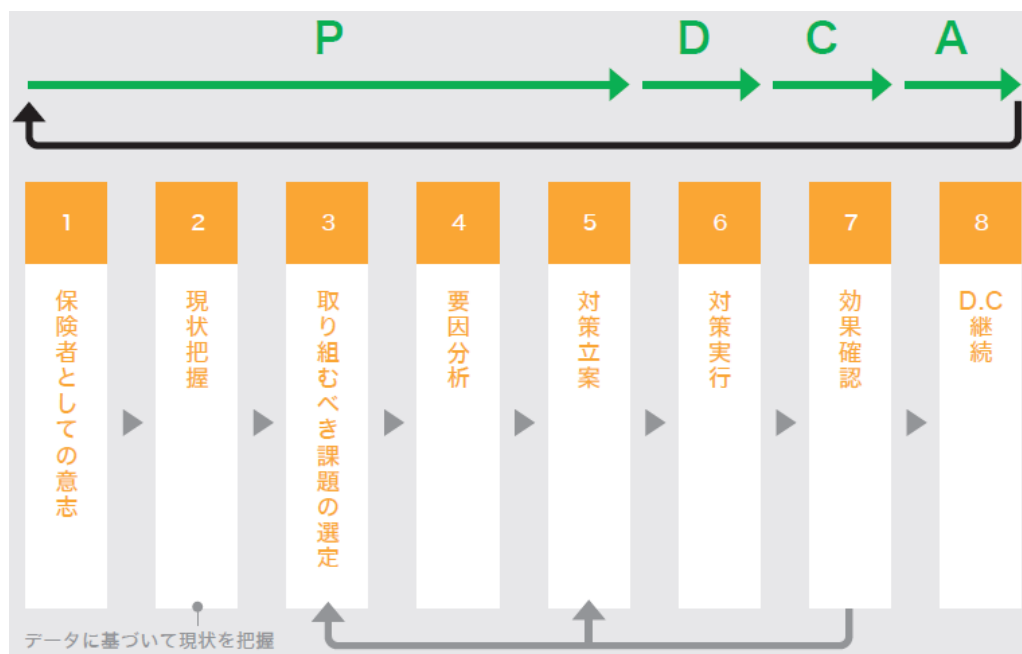 P
D
C
A
1
2
3
4
5
6
7
8
保険者としての意志
現状把握
取り組むべき課題の選定
要因分析
対策立案
対策実行
効果確認
D.C
継続
データに基づいて現状を把握